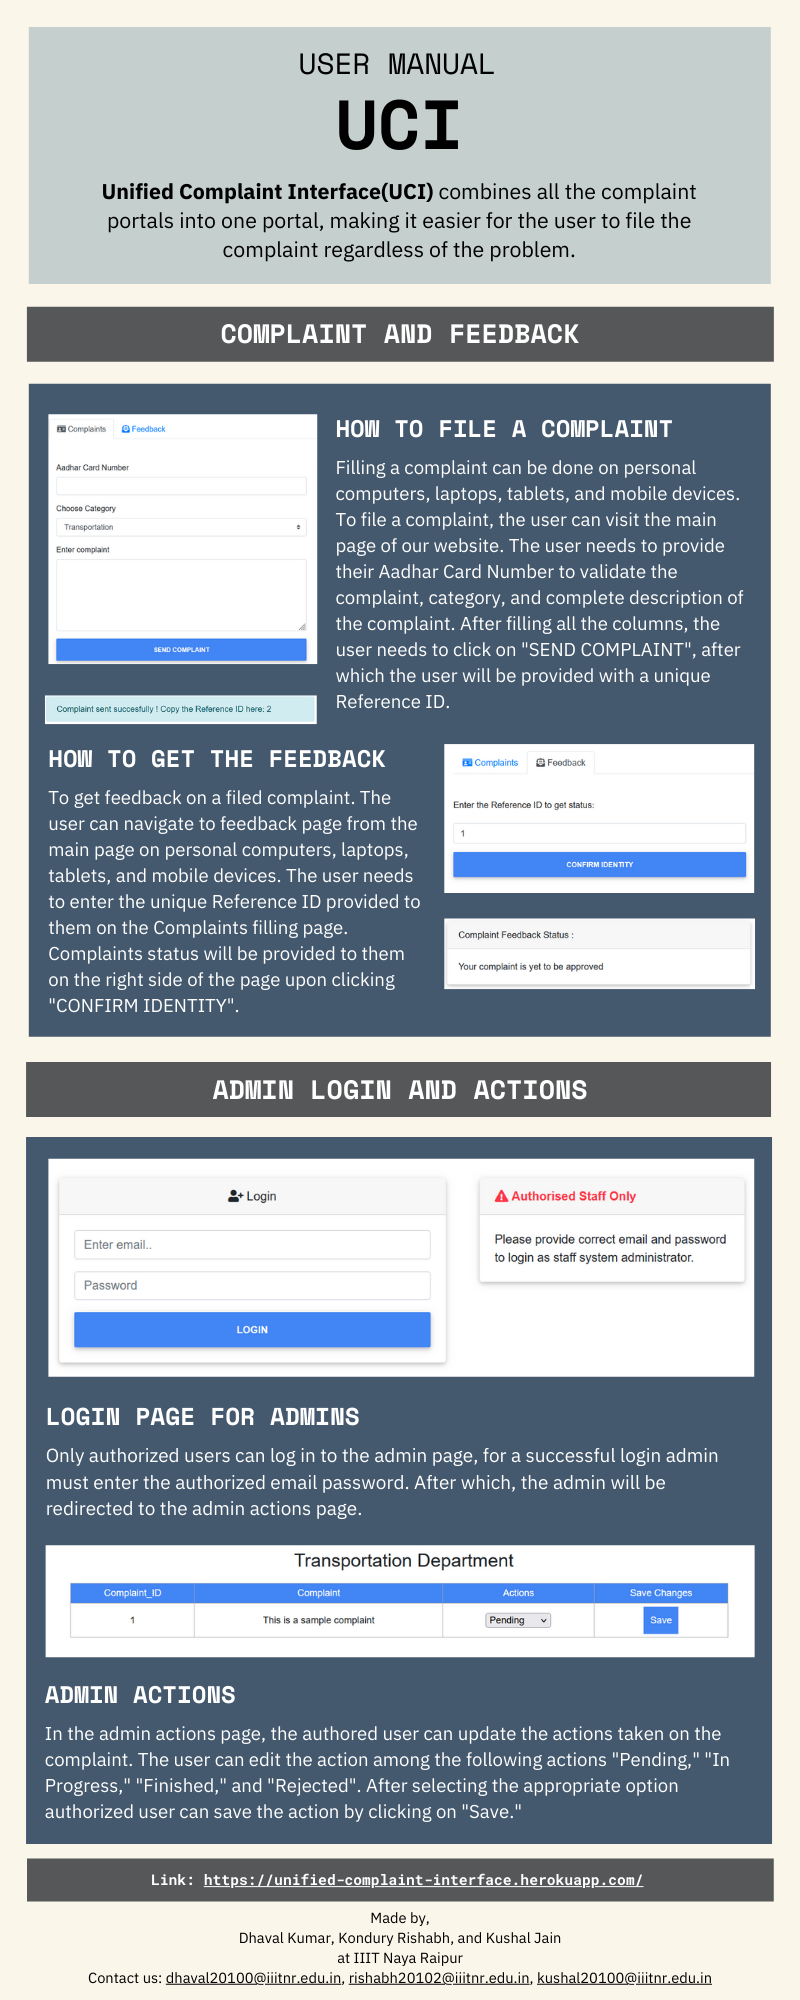 USER MANUAL
UCI
Unified Complaint Interface(UCI) combines all the complaint
portals into one portal, making it easier for the user to file the
complaint regardless of the problem.
COMPLAINT AND FEEDBACK
Complaints
Feedback
Aadhar Card Number
Choose Category
Transportation
Enter complaint
SEND COMPLAINT
Complaint sent succesfully ! Copy the Reference ID here: 2
HOW TO FILE A COMPLAINT
Filling a complaint can be done on personal
computers, laptops, tablets, and mobile devices.
To file a complaint, the user can visit the main
page of our website. The user needs to provide
their Aadhar Card Number to validate the
complaint, category, and complete description of
the complaint. After filling all the columns, the
user needs to click on "SEND COMPLAINT", after
which the user will be provided with a unique
Reference ID.
HOW TO GET THE FEEDBACK
To get feedback on a filed complaint. The
user can navigate to feedback page from the
main page on personal computers, laptops,
tablets, and mobile devices. The user needs
to enter the unique Reference ID provided to
them on the Complaints filling page.
Complaints status will be provided to them
on the right side of the page upon clicking
"CONFIRM IDENTITY".
Complaints
Feedback
Enter the Reference ID to get status:
1
CONFIRM IDENTITY
Complaint Feedback Status :
Your complaint is yet to be approved
ADMIN LOGIN AND ACTIONS
Login
Enter email..
Password
LOGIN
Authorised Staff Only
Please provide correct email and password
to login as staff system administrator.
LOGIN PAGE FOR ADMINS
Only authorized users can log in to the admin page, for a successful login admin
must enter the authorized email password. After which, the admin will be
redirected to the admin actions page.
Transportation Department
Complaint_ID Complaint Actions Save Changes
1 This is a sample complaint Pending Save
ADMIN ACTIONS
In the admin actions page, the authored user can update the actions taken on the
complaint. The user can edit the action among the following actions "Pending," "In
Progress," "Finished," and "Rejected". After selecting the appropriate option
authorized user can save the action by clicking on "Save."
Link: https://unified-complaint-interface.herokuapp.com/
Made by,
Dhaval Kumar, Kondury Rishabh, and Kushal Jain
at IIIT Naya Raipur
Contact us: dhaval20100@iiitnr.edu.in, rishabh20102@iiitnr.edu.in, kushal20100@iiitnr.edu.in